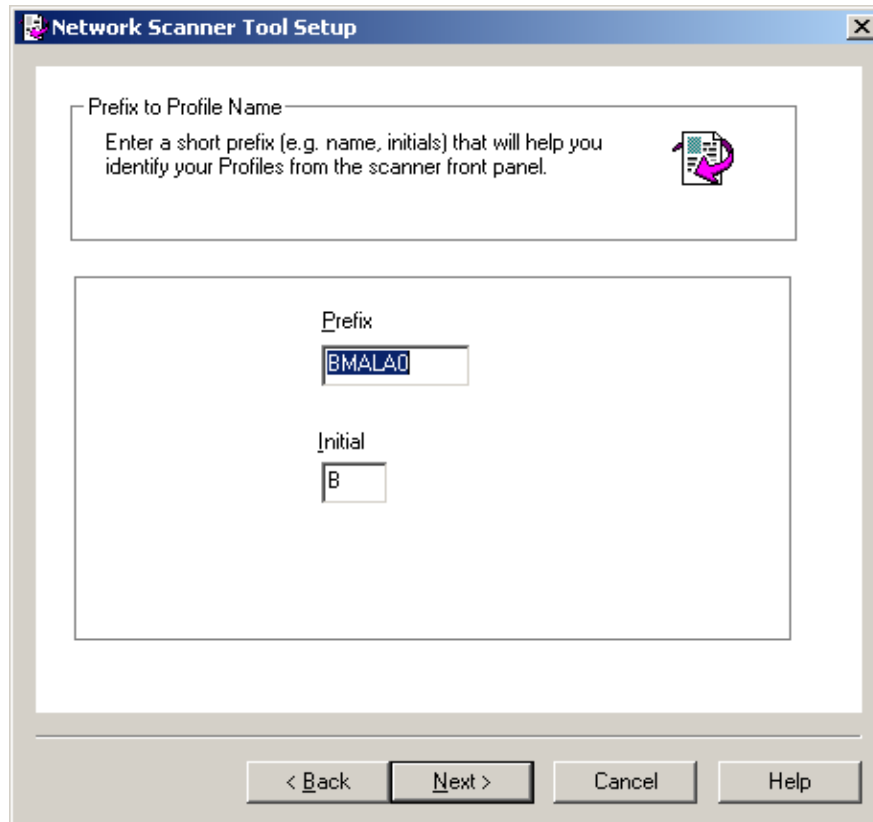 Network Scanner Tool Setup
Prefix to Profile Name
Enter a short prefix (e.g. name, initials) that will help you
identify your Profiles from the scanner front panel.
Prefix
BMALA0
Initial
B
< Back Next > Cancel Help